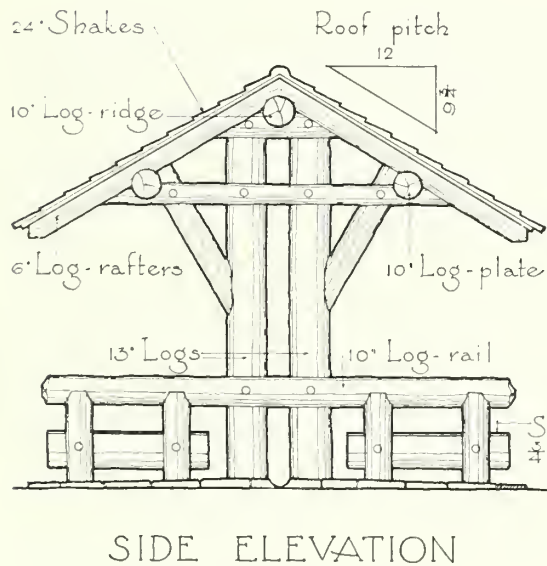 24" Shakes
Roof pitch
12
10" Log-ridge
6" Log-rafters
10" Log-plate
13" Logs
10" Log-rail
S
SIDE ELEVATION